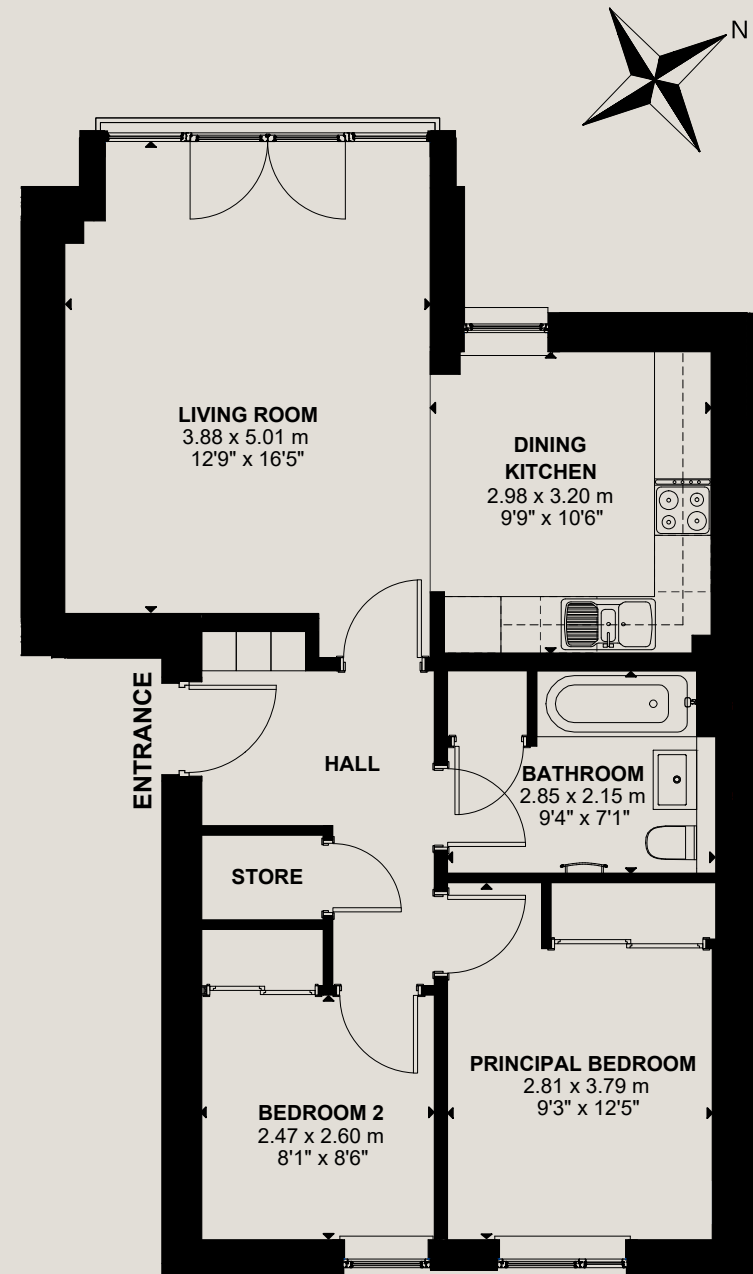 N
LIVING ROOM
3.88 x 5.01 m
12'9" x 16'5"
DINING
KITCHEN
2.98 x 3.20 m
9'9" x 10'6"
ENTRANCE
HALL
BATHROOM
2.85 x 2.15 m
9'4" x 7'1"
STORE
PRINCIPAL BEDROOM
2.81 x 3.79 m
9'3" x 12'5"
BEDROOM 2
2.47 x 2.60 m
8'1" x 8'6"